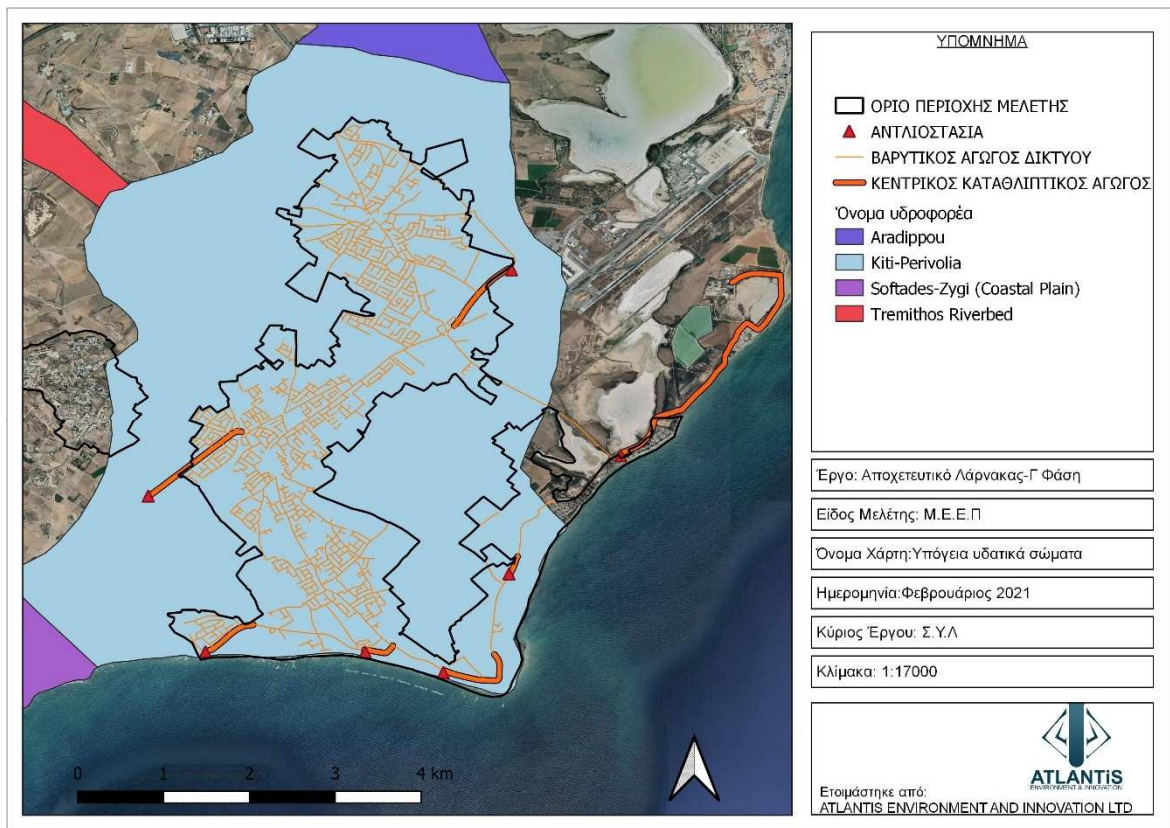 ΥΠΟΜΝΗΜΑ
ΟΡΙΟ ΠΕΡΙΟΧΗΣ ΜΕΛΕΤΗΣ
ΑΝΤΛΙΟΣΤΑΣΙΑ
ΒΑΡΥΤΙΚΟΣ ΑΓΩΓΟΣ ΔΙΚΤΥΟΥ
ΚΕΝΤΡΙΚΟΣ ΚΑΤΑΘΛΙΠΤΙΚΟΣ ΑΓΩΓΟΣ
Όνομα υδροφορέα
Aradippou
Kiti-Perivolia
Softades-Zygi (Coastal Plain)
Tremithos Riverbed
Έργο: Αποχετευτικό Λάρνακας-Γ Φάση
Είδος Μελέτης: Μ.Ε.Ε.Π
Όνομα Χάρτη:Υπόγεια υδατικά σώματα
Ημερομηνία:Φεβρουάριος 2021
Κύριος Έργου: Σ.Υ.Λ
Κλίμακα: 1:17000
ATLANTiS
ENVIRONMENT & INNOVATION
Ετοιμάστηκε από:
ATLANTIS ENVIRONMENT AND INNOVATION LTD
0 1 2 3 4 km